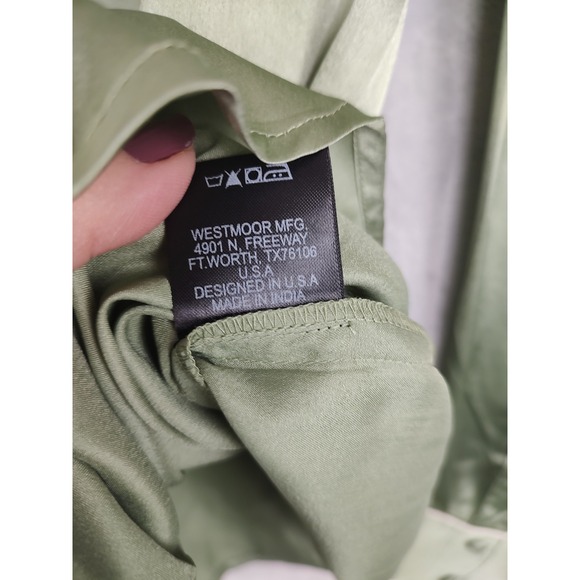 WESTMOOR MFG.
4901 N, FREEWAY
FT.WORTH, TX76106
U.S.A
DESIGNED IN U.S.A
MADE IN INDIA